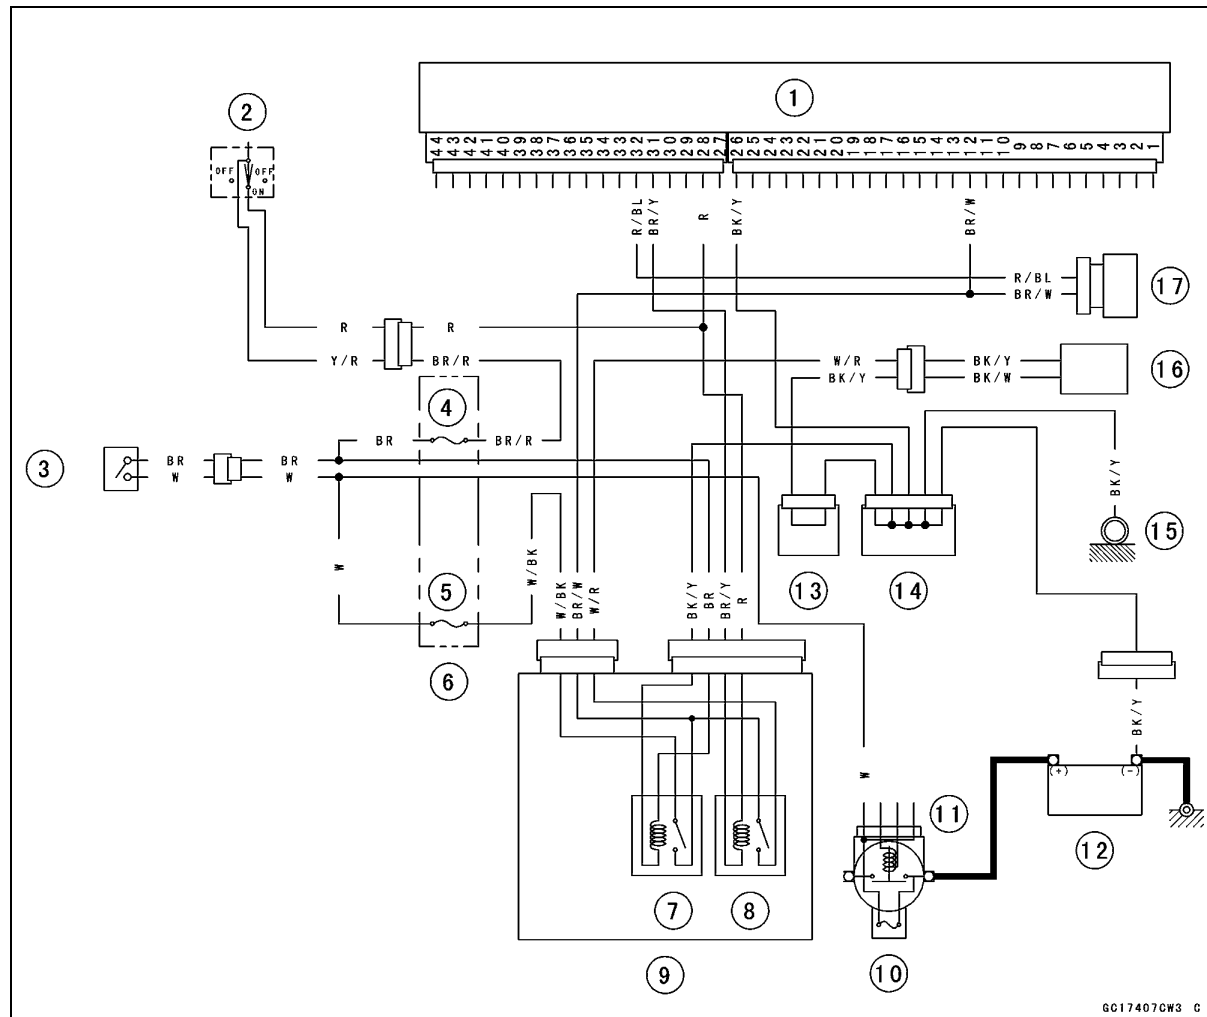 1
2
44 43 42 41 40 39 38 37 36 35 34 33 32 31 30 29 28 27 26 25 24 23 22 21 20 19 18 17 16 15 14 13 12 11 10 9 8 7 6 5 4 3 2 1
OFF OFF
ON
R/BL BR/Y R BK/Y BR/W
R/BL
BR/W
17
R R
Y/R BR/R
W/R BK/Y
BK/Y BK/W
16
4
BR BR/R
3
BR BR
W W
BK/Y
15
W
W/BK
5
W/BK BR/W W/R
BK/Y BR BR/Y R
13
14
6
BK/Y
W
(+) (-)
11
12
7
8
9
10
GC17407CW3 C